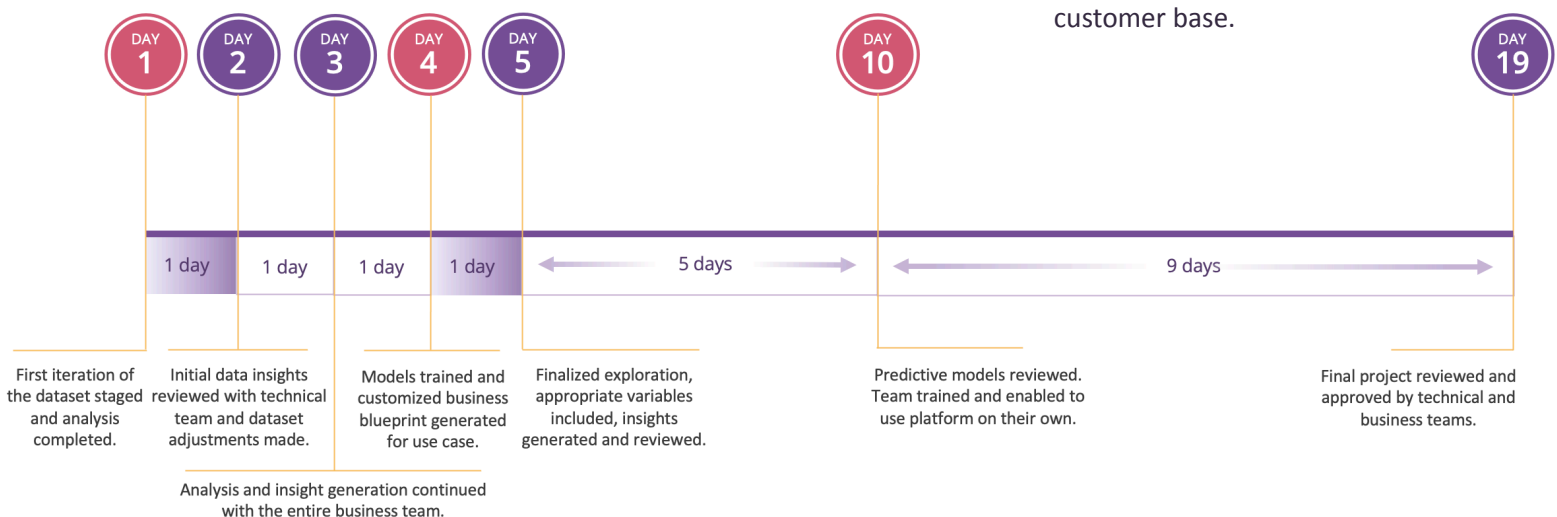 customer base.
DAY
1
DAY
2
DAY
3
DAY
4
DAY
5
DAY
10
DAY
19
1 day
1 day
1 day
1 day
5 days
9 days
First iteration of
the dataset staged
and analysis
completed.
Initial data insights
reviewed with technical
team and dataset
adjustments made.
Analysis and insight generation continued
with the entire business team.
Models trained and
customized business
blueprint generated
for use case.
Finalized exploration,
appropriate variables
included, insights
generated and reviewed.
Predictive models reviewed.
Team trained and enabled to
use platform on their own.
Final project reviewed and
approved by technical and
business teams.